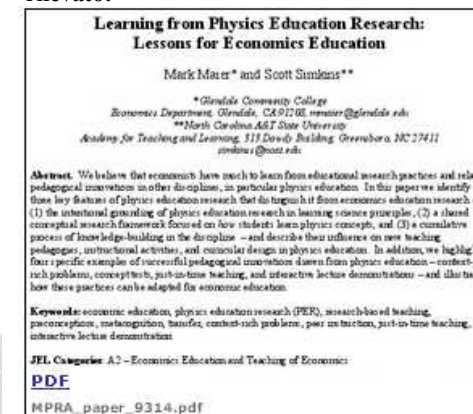 Learning from Physics Education Research:
Lessons for Economics Education
Mark Maier* and Scott Simkins**
*Glendale Community College
Economics Department, Glendale, CA 91208, mmaier@glendale.edu
**North Carolina A&T State University
Academy for Teaching and Learning, 315 Dowdy Building, Greensboro, NC 27411
simkins@ncat.edu
Abstract. We believe that economists have much to learn from educational research practices and rela
pedagogical innovations in other disciplines, in particular physics education. In this paper we identify
three key features of physics education research that distinguish it from economics education research
(1) the intentional grounding of physics education research in learning science principles, (2) a shared
conceptual research framework focused on how students learn physics concepts, and (3) a cumulative
process of knowledge-building in the discipline – and describe their influence on new teaching
pedagogies, instructional activities, and curricular design in physics education. In addition, we highlig
four specific examples of successful pedagogical innovations drawn from physics education – context-
rich problems, concept tests, just-in-time teaching, and interactive lecture demonstrations – and illustra
how these practices can be adapted for economic education.
Keywords: economic education, physics education research (PER), research-based teaching,
preconceptions, metacognition, transfer, context-rich problems, peer instruction, just-in-time teaching,
interactive lecture demonstration
JEL Categories: A2 – Economics Education and Teaching of Economics
PDF
MPRA_paper_9314.pdf